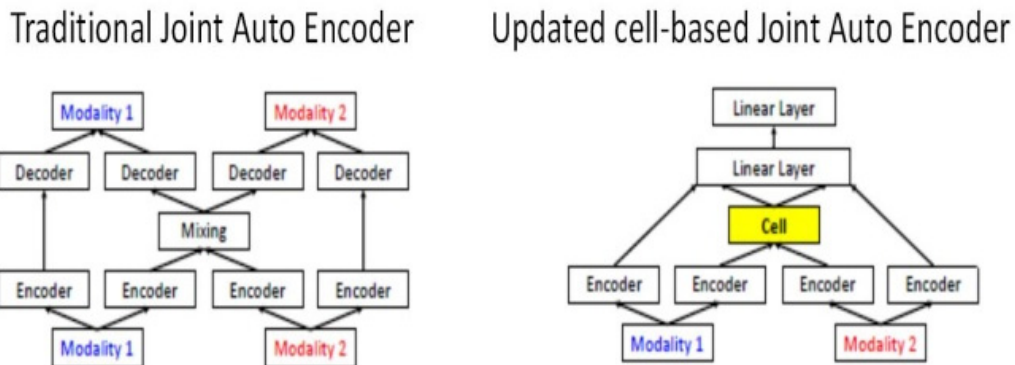 Traditional Joint Auto Encoder
Updated cell-based Joint Auto Encoder
Modality 1
Modality 2
Decoder
Decoder
Decoder
Decoder
Mixing
Encoder
Encoder
Encoder
Encoder
Modality 1
Modality 2
Linear Layer
Linear Layer
Cell
Encoder
Encoder
Encoder
Encoder
Modality 1
Modality 2